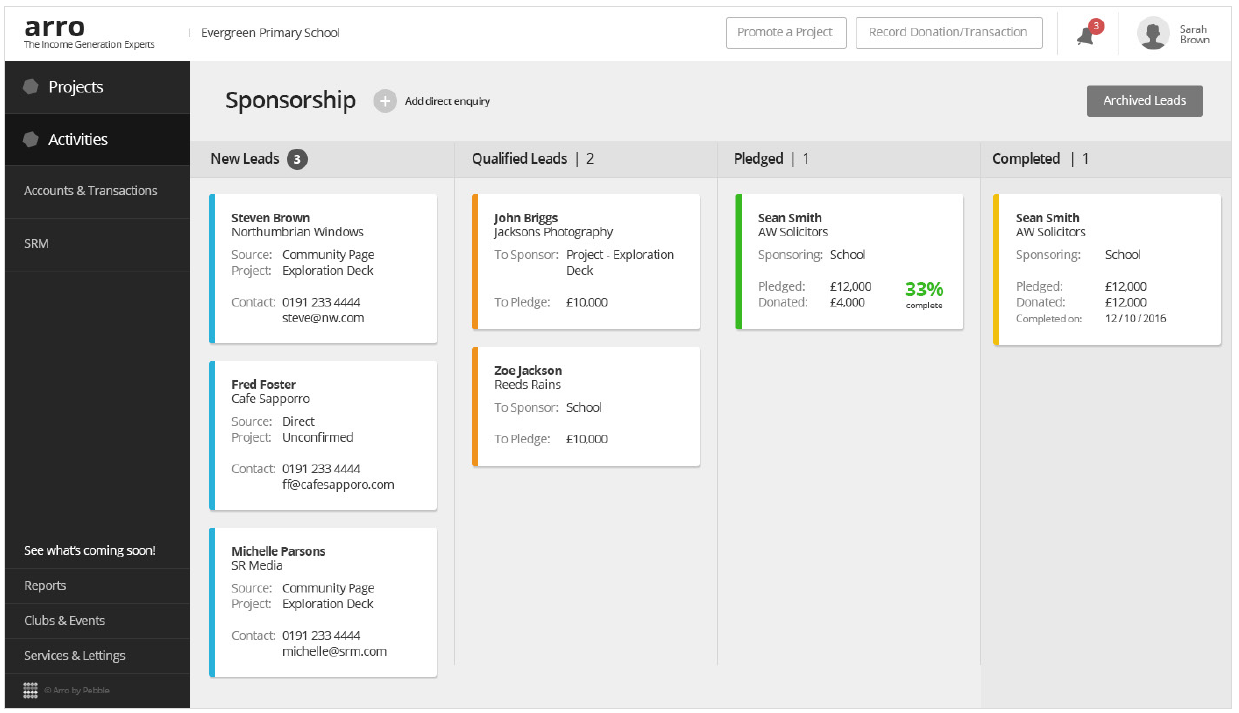 arro
The Income Generation Experts
Evergreen Primary School
Promote a Project
Record Donation/Transaction
3
Sarah
Brown
Projects
Activities
Accounts & Transactions
SRM
See what's coming soon!
Reports
Clubs & Events
Services & Lettings
© Arro by Pebble
Sponsorship
+ Add direct enquiry
Archived Leads
New Leads 3
Steven Brown
Northumbrian Windows
Source: Community Page
Project: Exploration Deck
Contact: 0191 233 4444
steve@nw.com
Fred Foster
Cafe Sapporro
Source: Direct
Project: Unconfirmed
Contact: 0191 233 4444
ff@cafesapporo.com
Michelle Parsons
SR Media
Source: Community Page
Project: Exploration Deck
Contact: 0191 233 4444
michelle@srm.com
Qualified Leads | 2
John Briggs
Jacksons Photography
To Sponsor: Project - Exploration
Deck
To Pledge: £10,000
Zoe Jackson
Reeds Rains
To Sponsor: School
To Pledge: £10,000
Pledged | 1
Sean Smith
AW Solicitors
Sponsoring: School
Pledged: £12,000
Donated: £4,000
33%
complete
Completed | 1
Sean Smith
AW Solicitors
Sponsoring: School
Pledged: £12,000
Donated: £12,000
Completed on: 12 / 10 / 2016